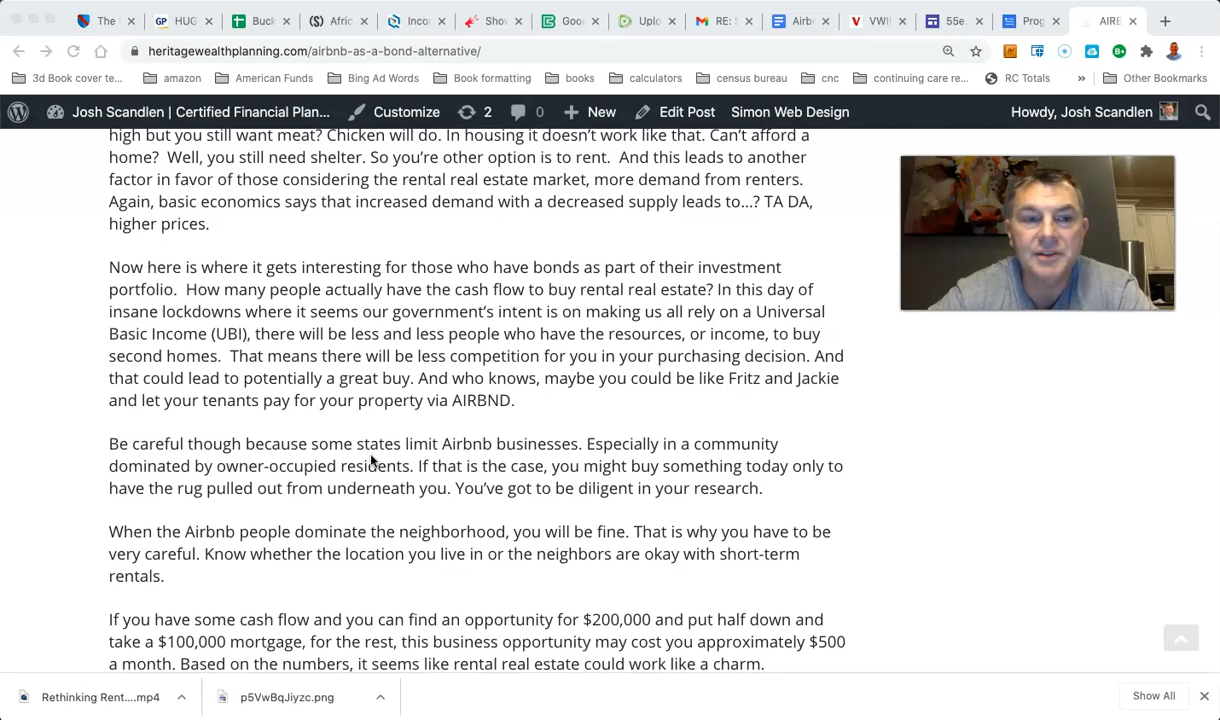 The
GP HUG
Buck
($) Afric
Incor
Show
Goo
Uplo
RE: S
Airb
VWII
55e.
Prog
AIRE
heritagewealthplanning.com/airbnb-as-a-bond-alternative/
3d Book cover te...
amazon
American Funds
Bing Ad Words
Book formatting
books
calculators
census bureau
cnc
continuing care re...
RC Totals
»
Other Bookmarks
Josh Scandlen | Certified Financial Plan...
Customize
2
0
New
Edit Post
Simon Web Design
Howdy, Josh Scandlen
high but you still want meat? Chicken will do. In housing it doesn't work like that. Can't afford a
home? Well, you still need shelter. So you're other option is to rent. And this leads to another
factor in favor of those considering the rental real estate market, more demand from renters.
Again, basic economics says that increased demand with a decreased supply leads to…? TA DA,
higher prices.
Now here is where it gets interesting for those who have bonds as part of their investment
portfolio. How many people actually have the cash flow to buy rental real estate? In this day of
insane lockdowns where it seems our government's intent is on making us all rely on a Universal
Basic Income (UBI), there will be less and less people who have the resources, or income, to buy
second homes. That means there will be less competition for you in your purchasing decision. And
that could lead to potentially a great buy. And who knows, maybe you could be like Fritz and Jackie
and let your tenants pay for your property via AIRBND.
Be careful though because some states limit Airbnb businesses. Especially in a community
dominated by owner-occupied residents. If that is the case, you might buy something today only to
have the rug pulled out from underneath you. You've got to be diligent in your research.
When the Airbnb people dominate the neighborhood, you will be fine. That is why you have to be
very careful. Know whether the location you live in or the neighbors are okay with short-term
rentals.
If you have some cash flow and you can find an opportunity for $200,000 and put half down and
take a $100,000 mortgage, for the rest, this business opportunity may cost you approximately $500
a month. Based on the numbers, it seems like rental real estate could work like a charm.
Rethinking Rent....mp4
p5VwBqJiyzc.png
Show All